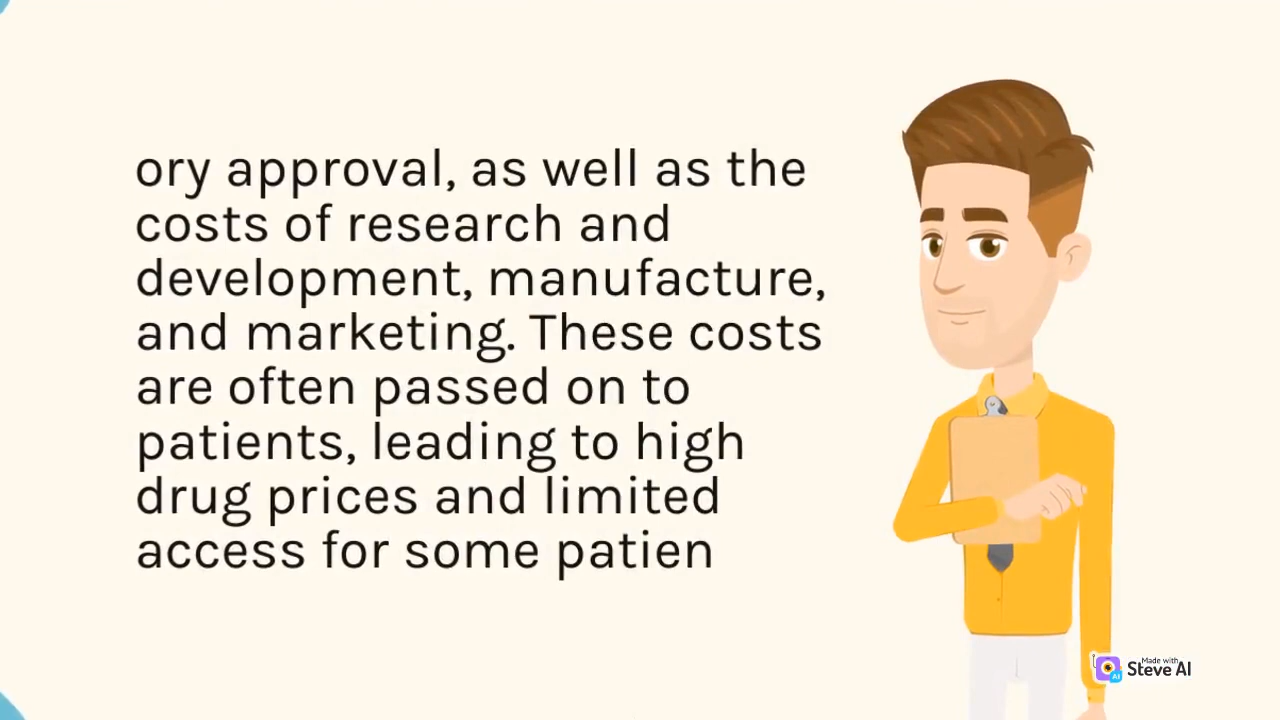 ory approval, as well as the
costs of research and
development, manufacture,
and marketing. These costs
are often passed on to
patients, leading to high
drug prices and limited
access for some patien
Made with
Steve AI
AI